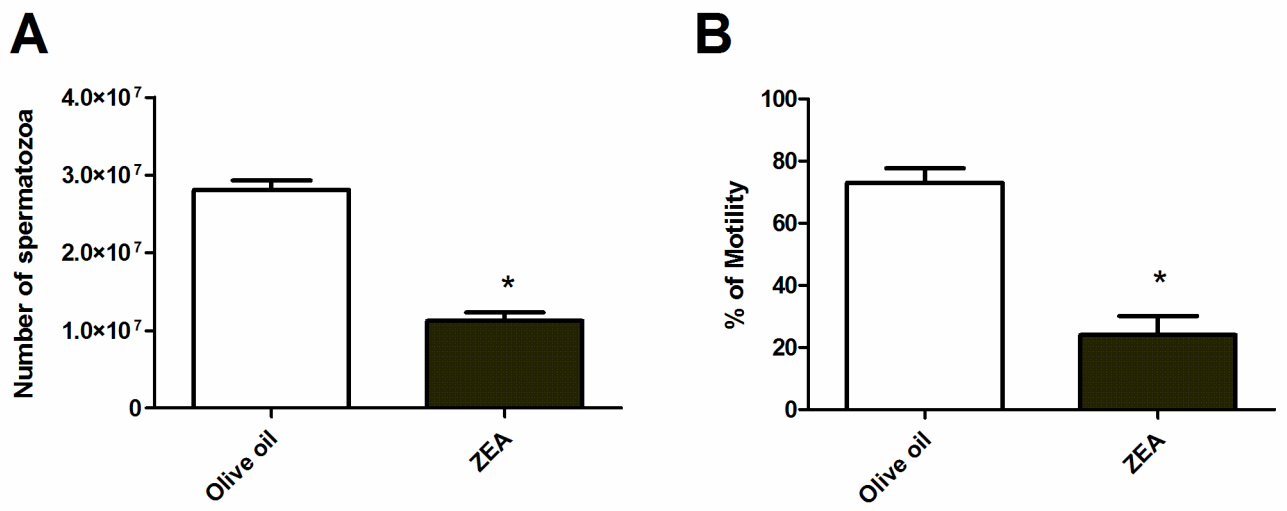 A
Number of spermatozoa
4.0×10⁷
3.0×10⁷
2.0×10⁷
1.0×10⁷
0
*
Olive oil
ZEA
B
% of Motility
100
80
60
40
20
0
*
Olive oil
ZEA